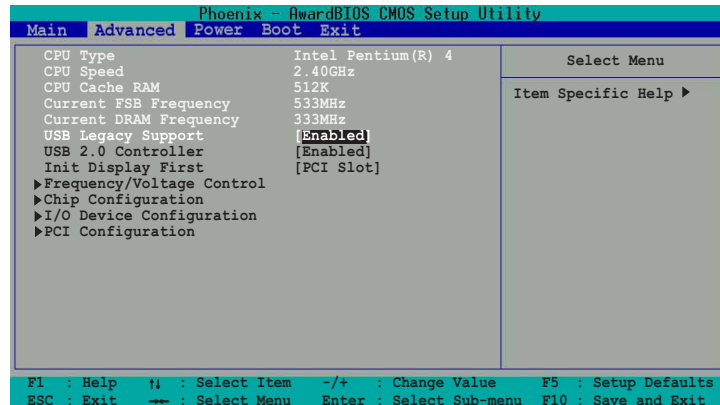 Phoenix - AwardBIOS CMOS Setup Utility
Main Advanced Power Boot Exit
CPU Type Intel Pentium(R) 4
CPU Speed 2.40GHz
CPU Cache RAM 512K
Current FSB Frequency 533MHz
Current DRAM Frequency 333MHz
USB Legacy Support [Enabled]
USB 2.0 Controller [Enabled]
Init Display First [PCI Slot]
▶Frequency/Voltage Control
▶Chip Configuration
▶I/O Device Configuration
▶PCI Configuration
Select Menu
Item Specific Help ▶
F1 : Help ↑↓ : Select Item -/+ : Change Value F5 : Setup Defaults
ESC : Exit →← : Select Menu Enter : Select Sub-menu F10 : Save and Exit